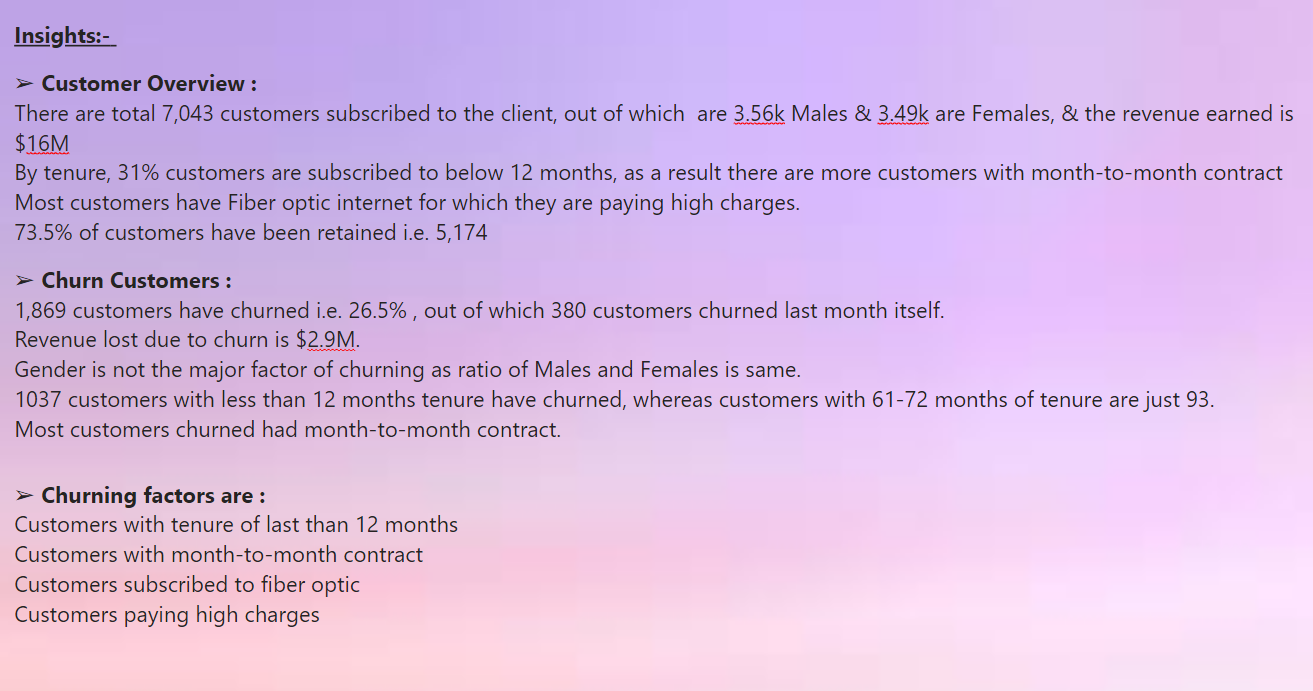 Insights:-
➢ Customer Overview :
There are total 7,043 customers subscribed to the client, out of which  are 3.56k Males & 3.49k are Females, & the revenue earned is
$16M
By tenure, 31% customers are subscribed to below 12 months, as a result there are more customers with month-to-month contract
Most customers have Fiber optic internet for which they are paying high charges.
73.5% of customers have been retained i.e. 5,174
➢ Churn Customers :
1,869 customers have churned i.e. 26.5% , out of which 380 customers churned last month itself.
Revenue lost due to churn is $2.9M.
Gender is not the major factor of churning as ratio of Males and Females is same.
1037 customers with less than 12 months tenure have churned, whereas customers with 61-72 months of tenure are just 93.
Most customers churned had month-to-month contract.
➢ Churning factors are :
Customers with tenure of last than 12 months
Customers with month-to-month contract
Customers subscribed to fiber optic
Customers paying high charges